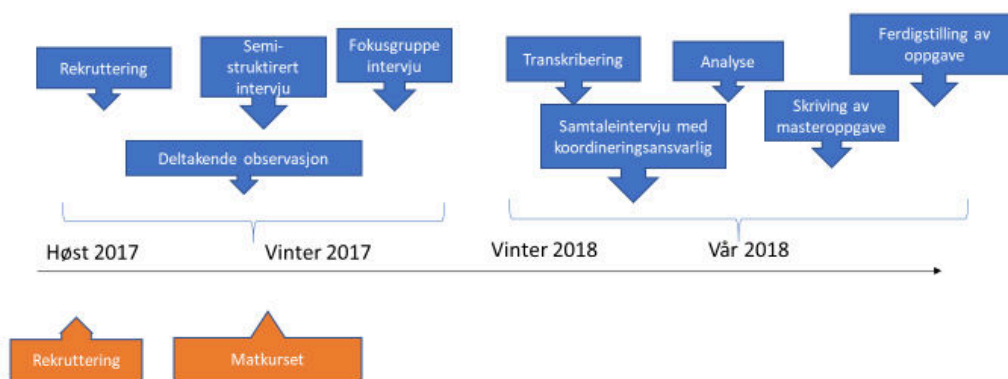 Rekruttering
Semi-
struktirert
intervju
Fokusgruppe
intervju
Deltakende observasjon
Transkribering
Analyse
Ferdigstilling av
oppgave
Samtaleintervju med
koordineringsansvarlig
Skriving av
masteroppgave
Høst 2017
Vinter 2017
Vinter 2018
Vår 2018
Rekruttering
Matkurset